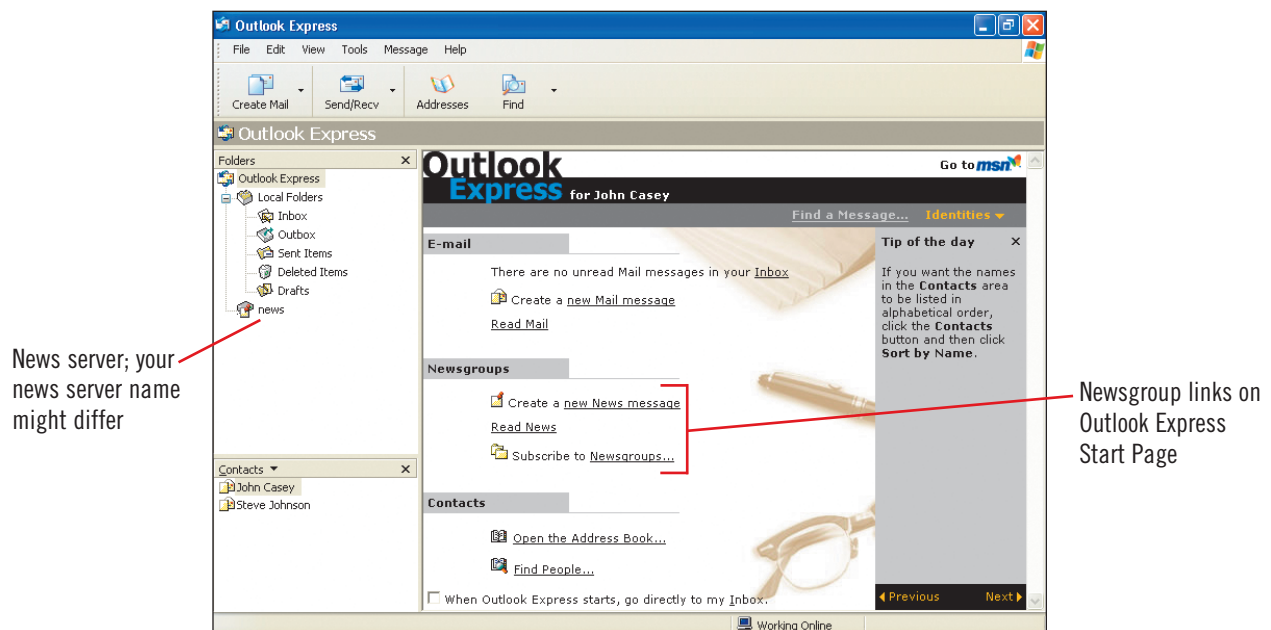 Outlook Express
File Edit View Tools Message Help
Create Mail
Send/Recv
Addresses
Find
Outlook Express
Folders
Outlook Express
Local Folders
Inbox
Outbox
Sent Items
Deleted Items
Drafts
news
Contacts
John Casey
Steve Johnson
Outlook
Express for John Casey
Go to msn
Find a Message... Identities
E-mail
There are no unread Mail messages in your Inbox
Create a new Mail message
Read Mail
Newsgroups
Create a new News message
Read News
Subscribe to Newsgroups...
Contacts
Open the Address Book...
Find People...
When Outlook Express starts, go directly to my Inbox.
Tip of the day
If you want the names
in the Contacts area
to be listed in
alphabetical order,
click the Contacts
button and then click
Sort by Name.
Previous Next
Working Online
News server; your
news server name
might differ
Newsgroup links on
Outlook Express
Start Page